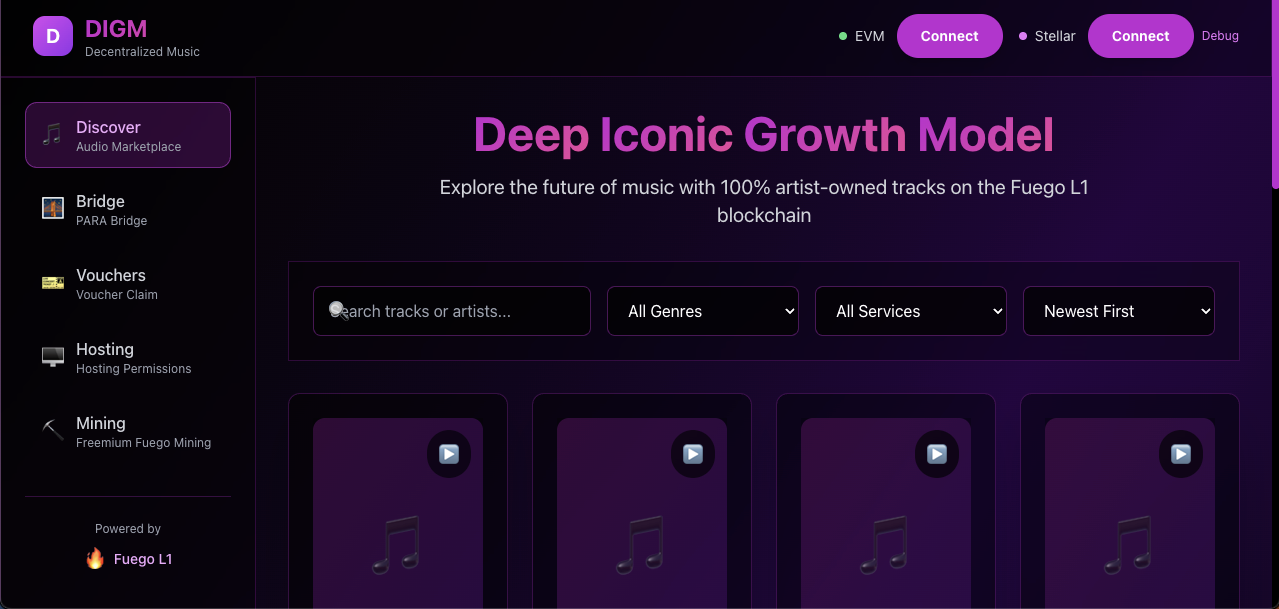 D
DIGM
Decentralized Music
EVM
Connect
Stellar
Connect
Debug
Discover
Audio Marketplace
Bridge
PARA Bridge
Vouchers
Voucher Claim
Hosting
Hosting Permissions
Mining
Freemium Fuego Mining
Powered by
Fuego L1
Deep Iconic Growth Model
Explore the future of music with 100% artist-owned tracks on the Fuego L1
blockchain
Search tracks or artists...
All Genres
All Services
Newest First